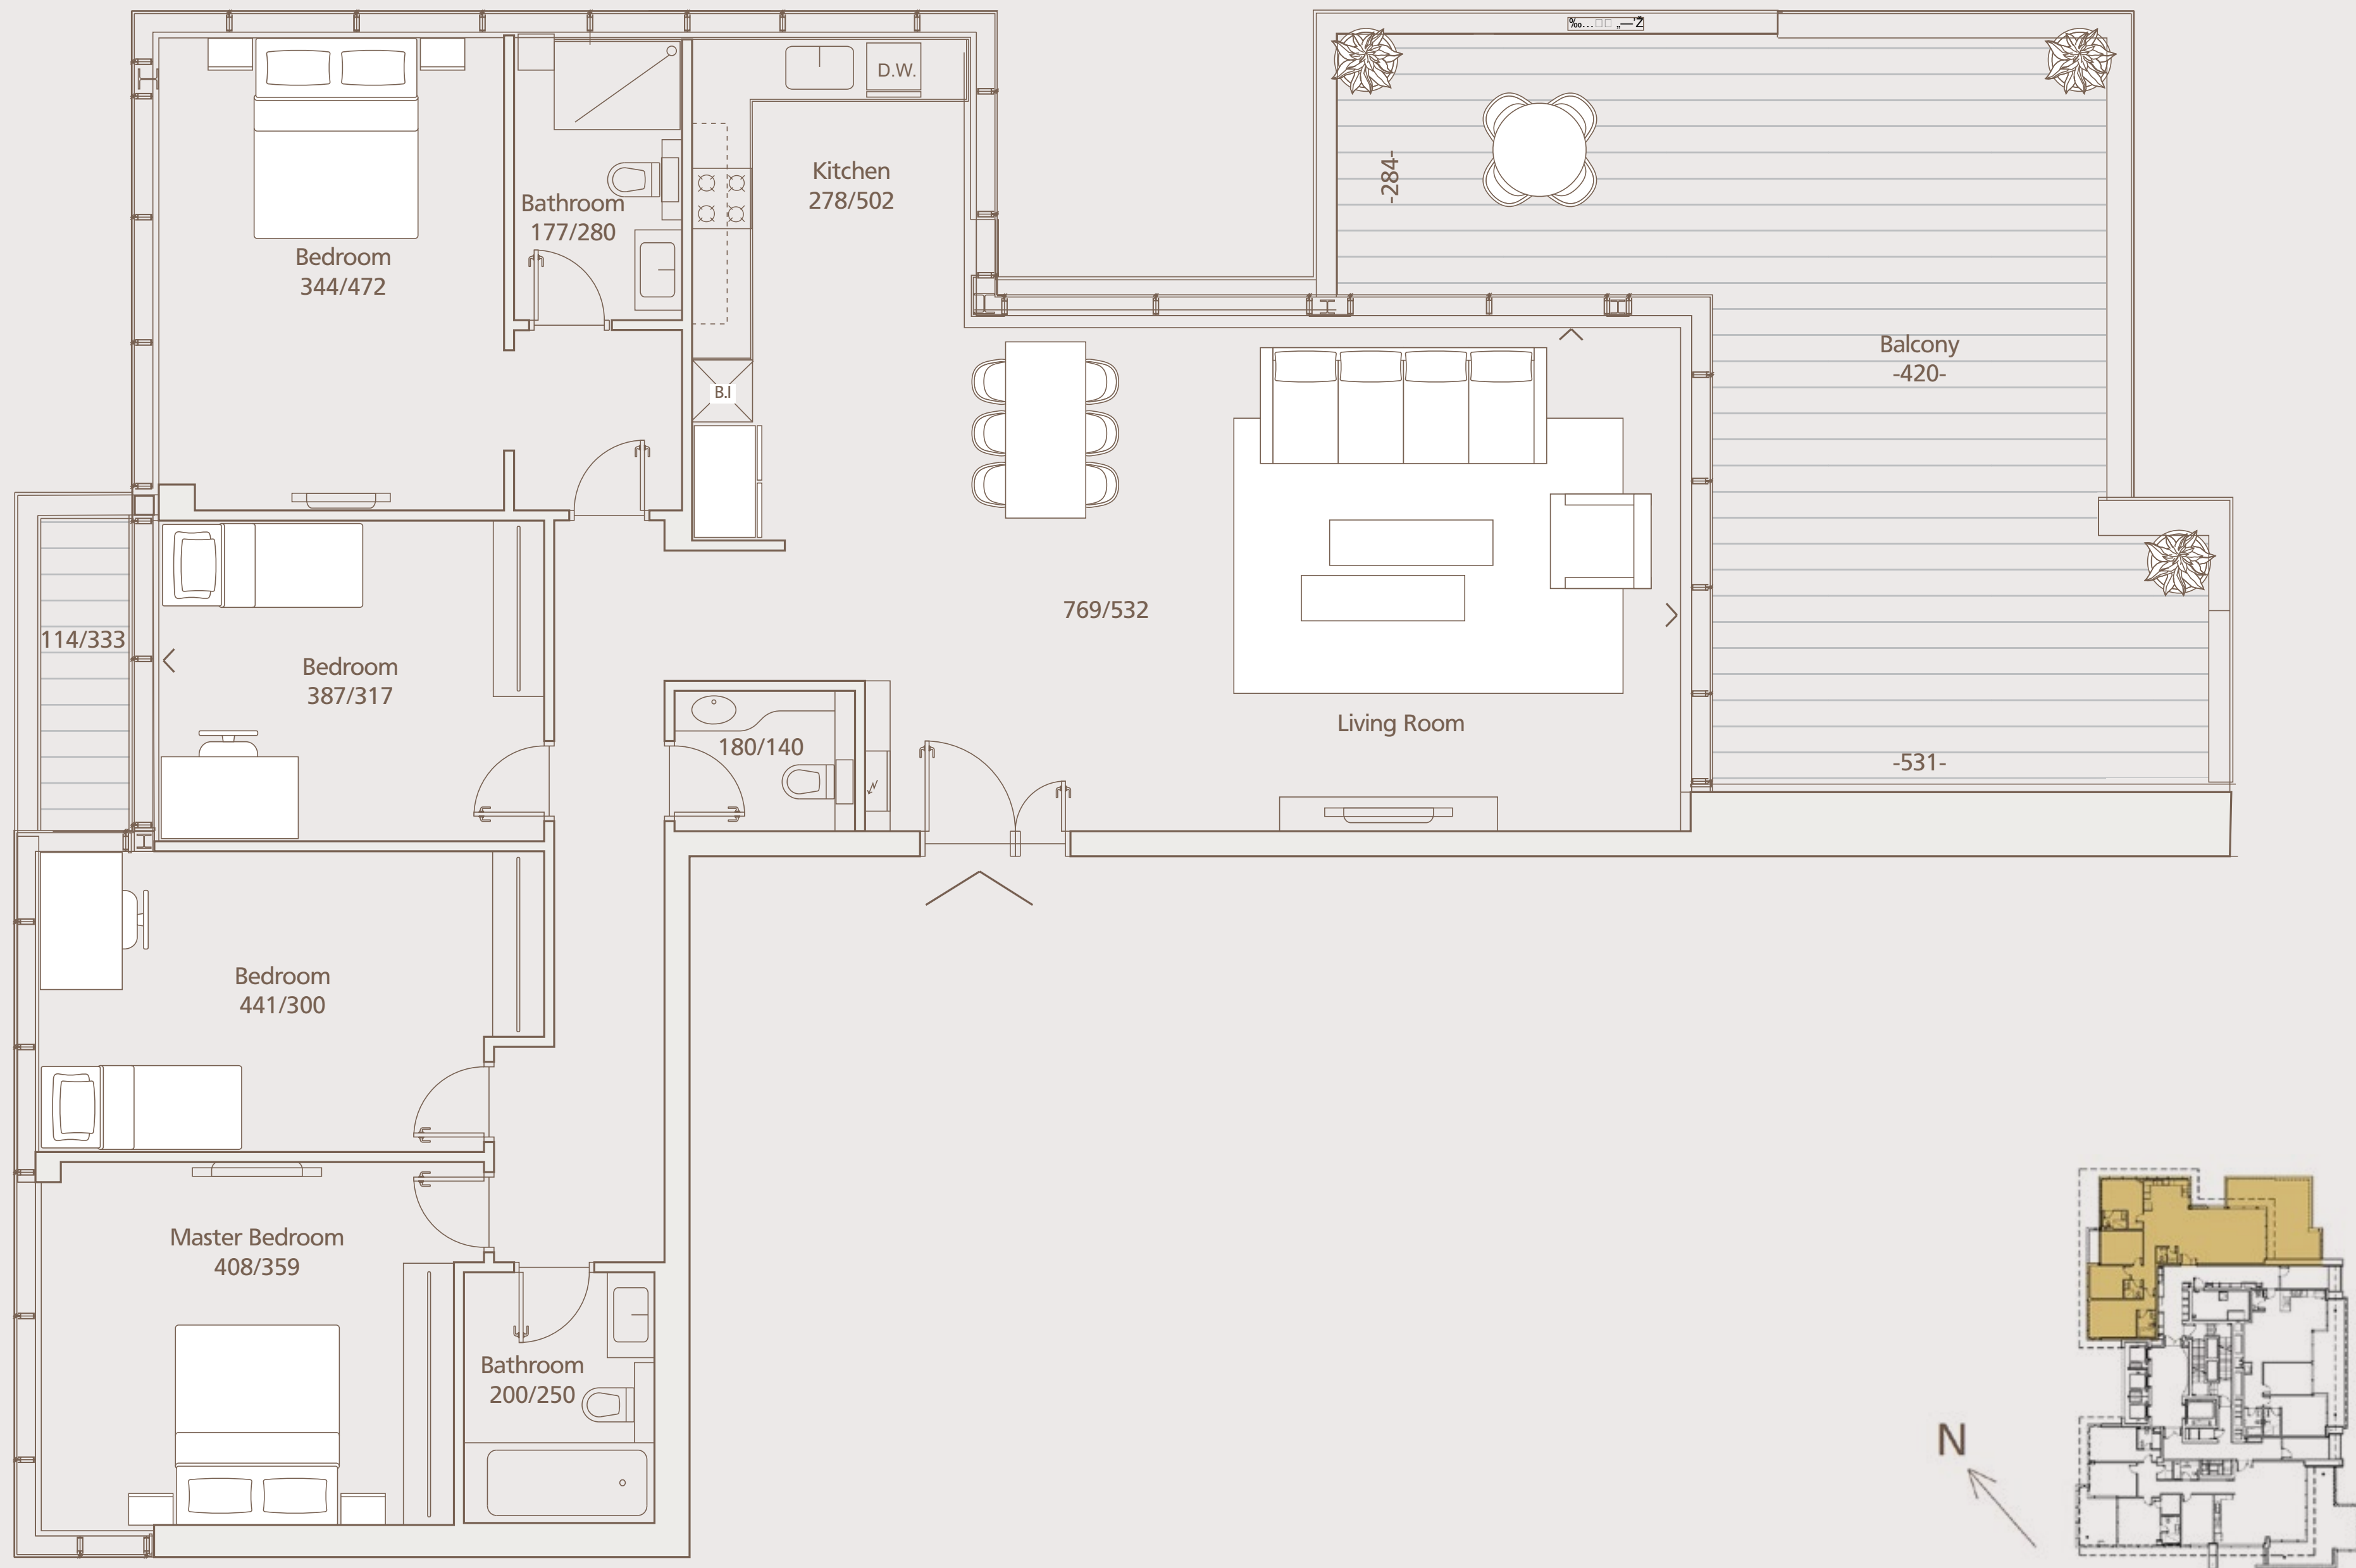 D.W.
Kitchen
278/502
-284-
Bathroom
177/280
Bedroom
344/472
Balcony
-420-
B.I
769/532
114/333
Bedroom
387/317
Living Room
180/140
-531-
Bedroom
441/300
Master Bedroom
408/359
Bathroom
200/250
N